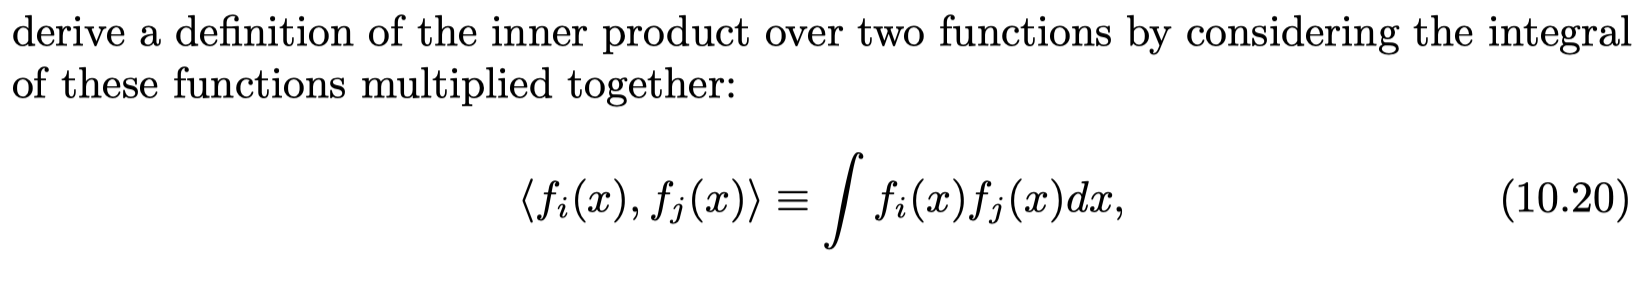 derive a definition of the inner product over two functions by considering the integral
of these functions multiplied together:
⟨f_i(x), f_j(x)⟩ ≡ ∫ f_i(x)f_j(x)dx, (10.20)